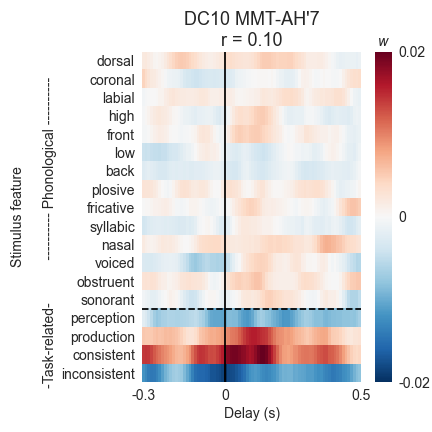 DC10 MMT-AH'7
r = 0.10
w
Stimulus feature
---------- Phonological ----------
-Task-related-
dorsal
coronal
labial
high
front
low
back
plosive
fricative
syllabic
nasal
voiced
obstruent
sonorant
perception
production
consistent
inconsistent
0.02
0
-0.02
-0.3 0 0.5
Delay (s)